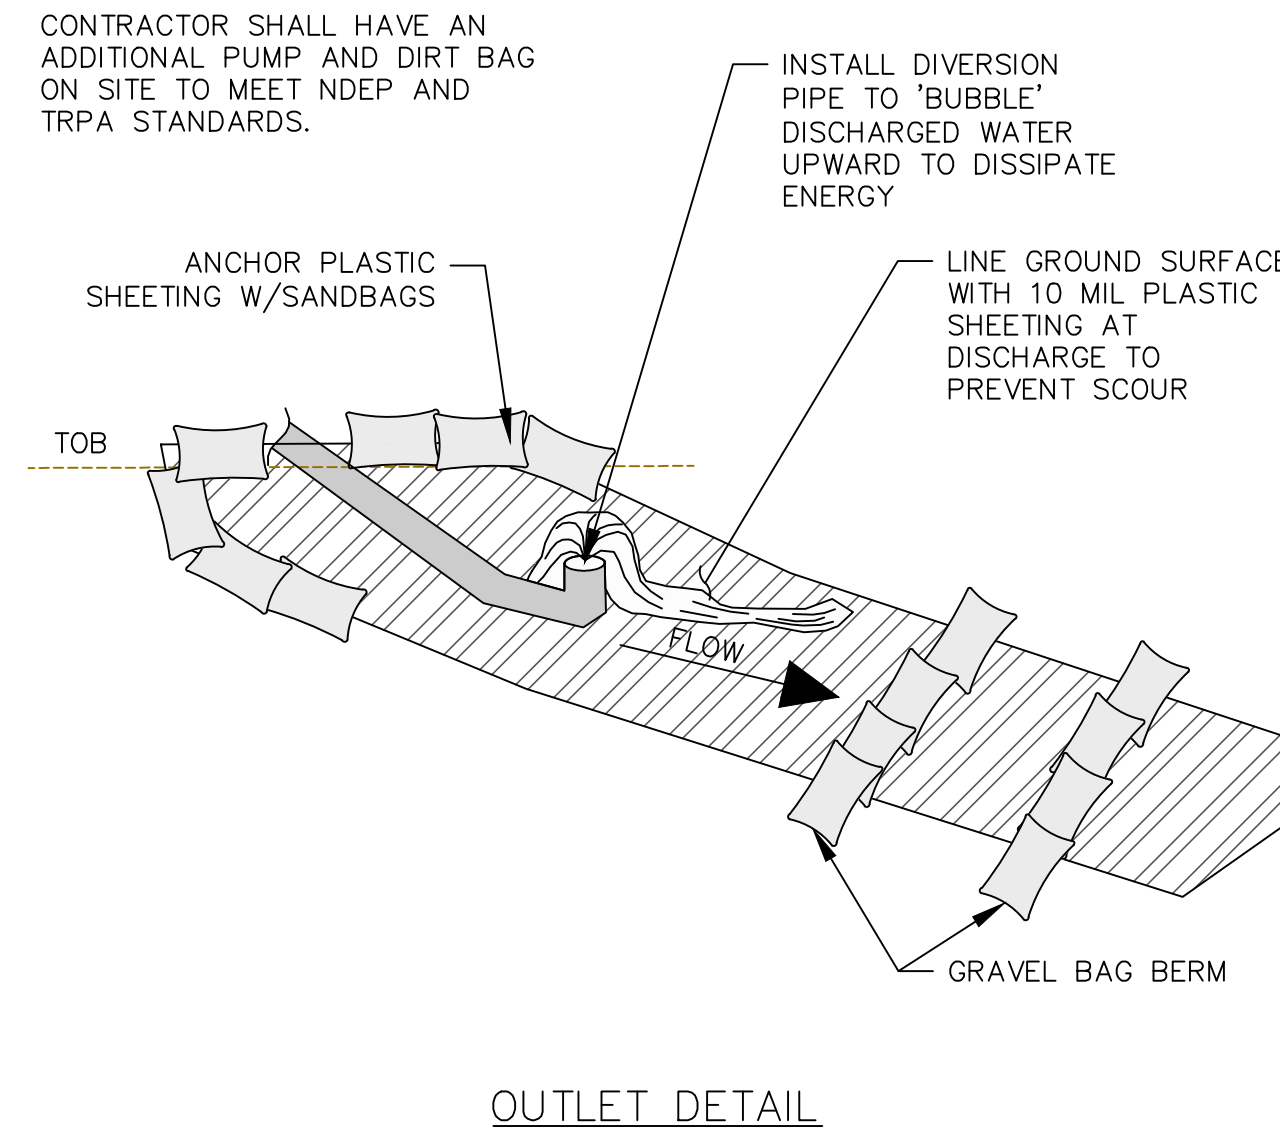 CONTRACTOR SHALL HAVE AN
ADDITIONAL PUMP AND DIRT BAG
ON SITE TO MEET NDEP AND
TRPA STANDARDS.
INSTALL DIVERSION
PIPE TO 'BUBBLE'
DISCHARGED WATER
UPWARD TO DISSIPATE
ENERGY
ANCHOR PLASTIC
SHEETING W/SANDBAGS
LINE GROUND SURFACE
WITH 10 MIL PLASTIC
SHEETING AT
DISCHARGE TO
PREVENT SCOUR
TOB
FLOW
GRAVEL BAG BERM
OUTLET DETAIL